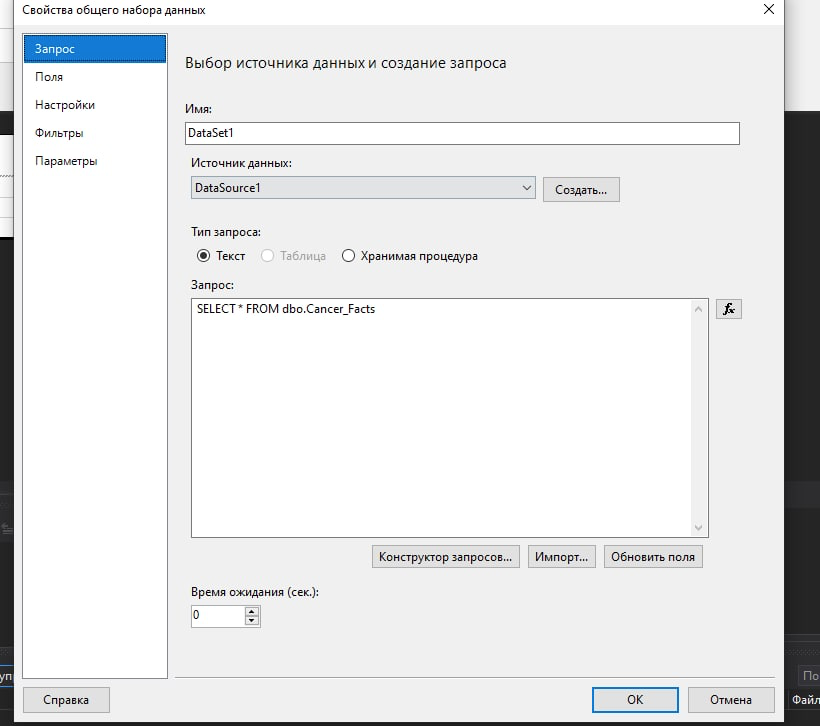 Свойства общего набора данных
Запрос
Поля
Настройки
Фильтры
Параметры
Выбор источника данных и создание запроса
Имя:
DataSet1
Источник данных:
DataSource1
Создать...
Тип запроса:
Текст
Таблица
Хранимая процедура
Запрос:
SELECT * FROM dbo.Cancer_Facts
fx
Конструктор запросов...
Импорт...
Обновить поля
Время ожидания (сек.):
0
Справка
OK
Отмена
По
Файл